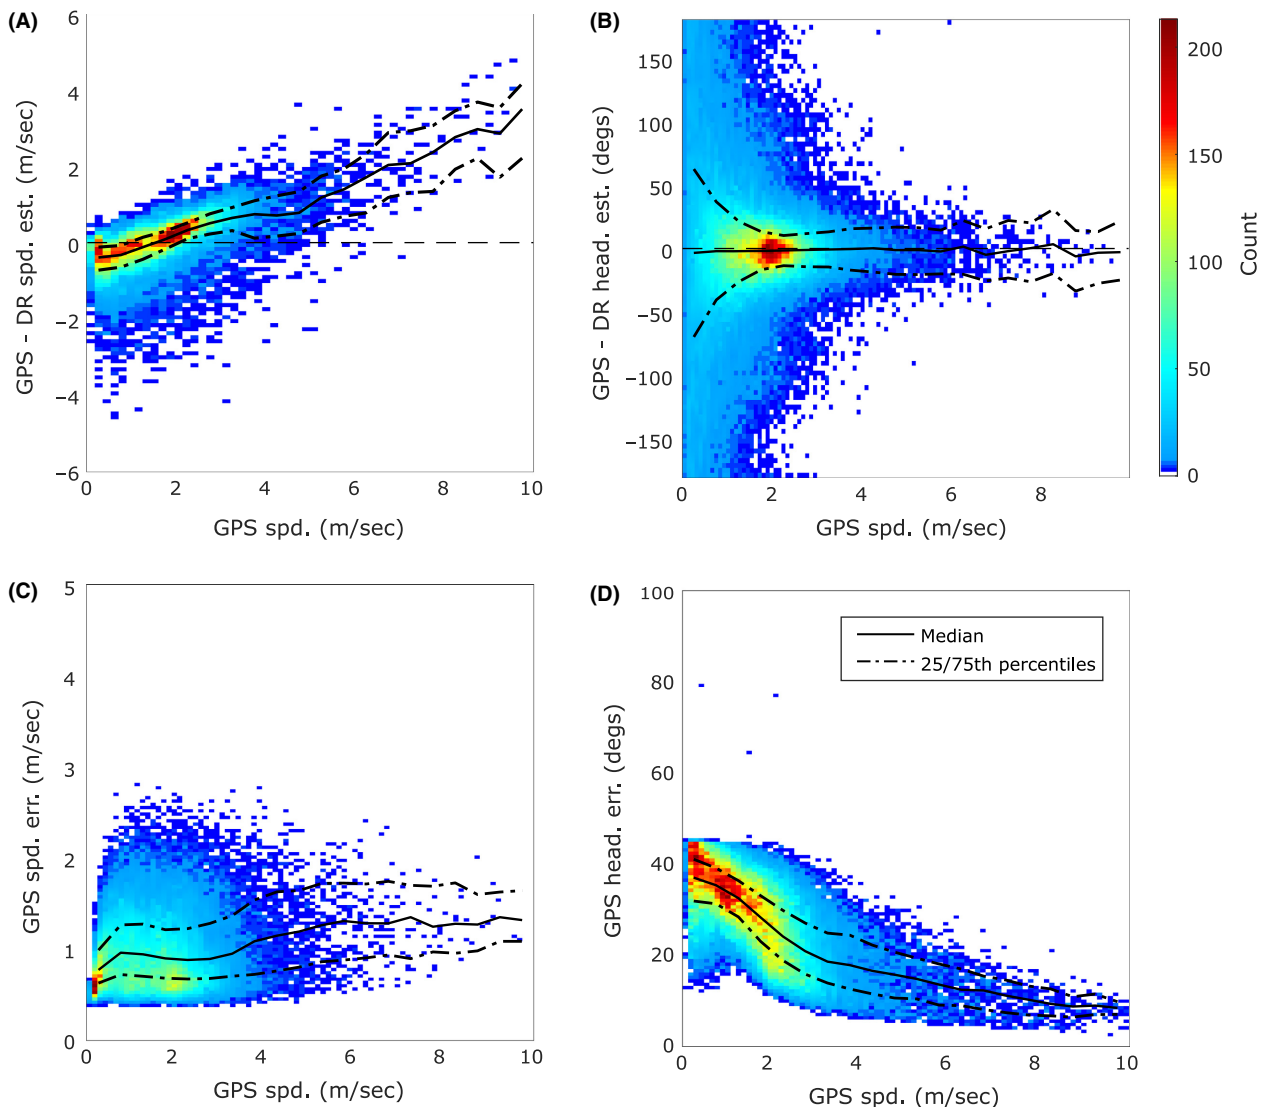 (A)
GPS - DR spd. est. (m/sec)
6
4
2
0
−2
−4
−6
0 2 4 6 8 10
GPS spd. (m/sec)
(B)
GPS - DR head. est. (degs)
150
100
50
0
−50
−100
−150
0 2 4 6 8
GPS spd. (m/sec)
200
150
100
50
0
Count
(C)
GPS spd. err. (m/sec)
5
4
3
2
1
0
0 2 4 6 8 10
GPS spd. (m/sec)
(D)
GPS head. err. (degs)
100
80
60
40
20
0
0 2 4 6 8 10
GPS spd. (m/sec)
Median
25/75th percentiles